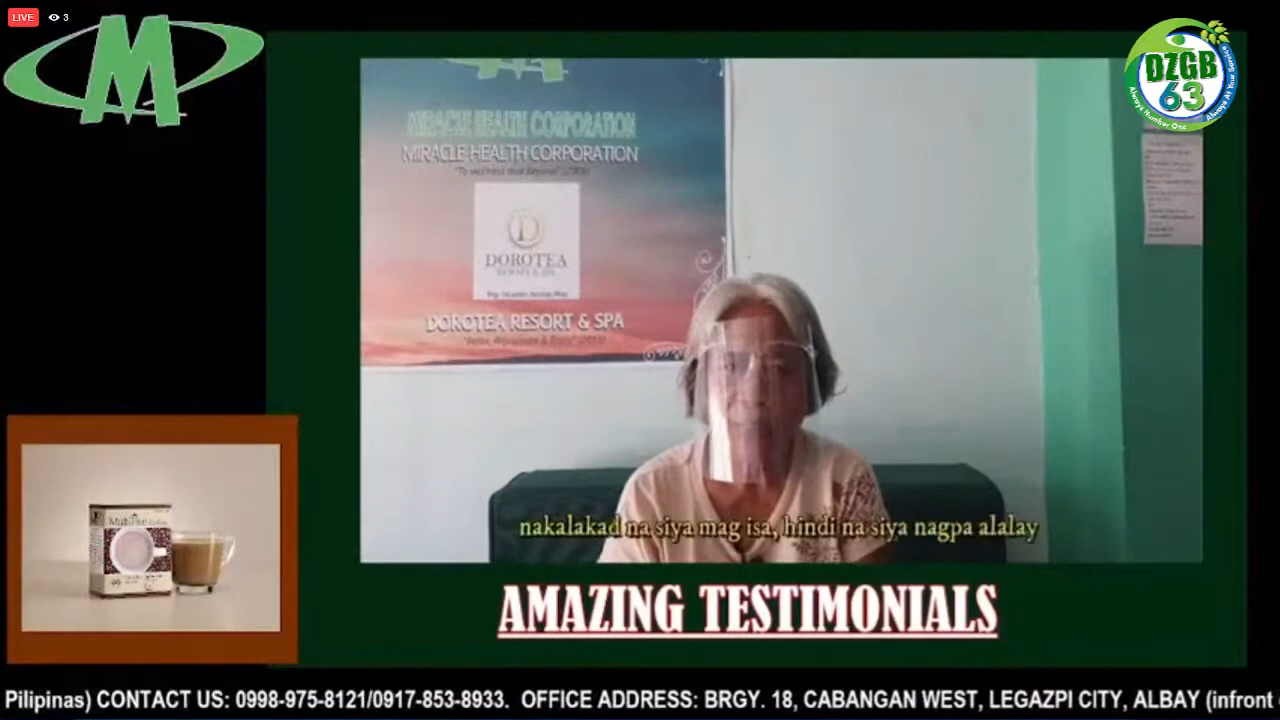 LIVE 3
M
DZGB
63
Always Number One
Always At Your Service
MIRACLE HEALTH CORPORATION
MIRACLE HEALTH CORPORATION
D
DOROTEA
DOROTEA RESORT & SPA
nakalakad na siya mag isa, hindi na siya nagpa alalay
AMAZING TESTIMONIALS
Pilipinas) CONTACT US: 0998-975-8121/0917-853-8933. OFFICE ADDRESS: BRGY. 18, CABANGAN WEST, LEGAZPI CITY, ALBAY (infront